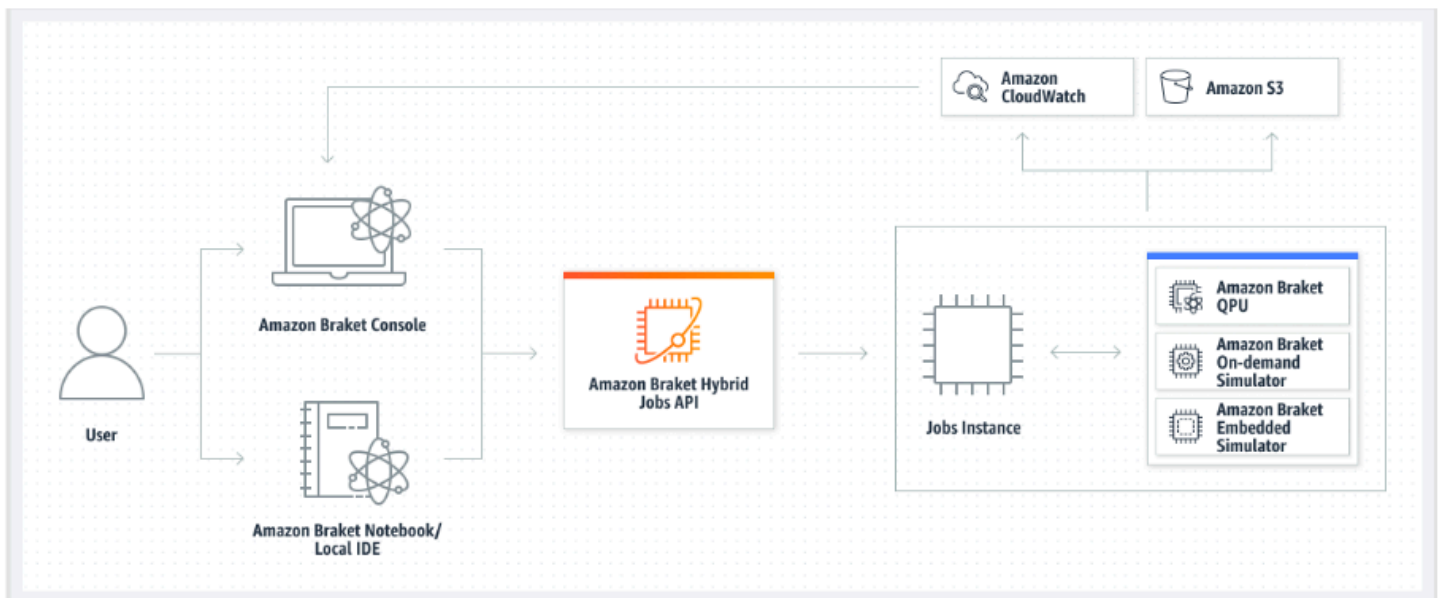 Amazon
CloudWatch
Amazon S3
Amazon Braket Console
User
Amazon Braket Notebook/
Local IDE
Amazon Braket Hybrid
Jobs API
Jobs Instance
Amazon Braket
QPU
Amazon Braket
On-demand
Simulator
Amazon Braket
Embedded
Simulator